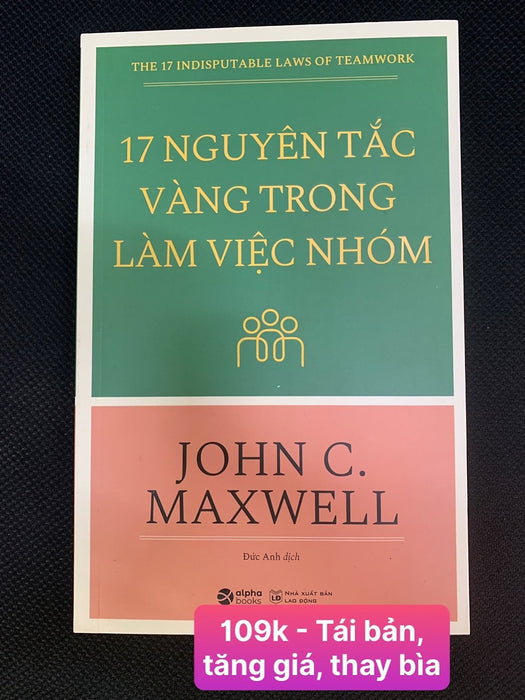 THE 17 INDISPUTABLE LAWS OF TEAMWORK
17 NGUYÊN TẮC
VÀNG TRONG
LÀM VIỆC NHÓM
JOHN C.
MAXWELL
Đức Anh dịch
alpha
books
LĐ
NHÀ XUẤT BẢN
LAO ĐỘNG
109k - Tái bản,
tăng giá, thay bìa